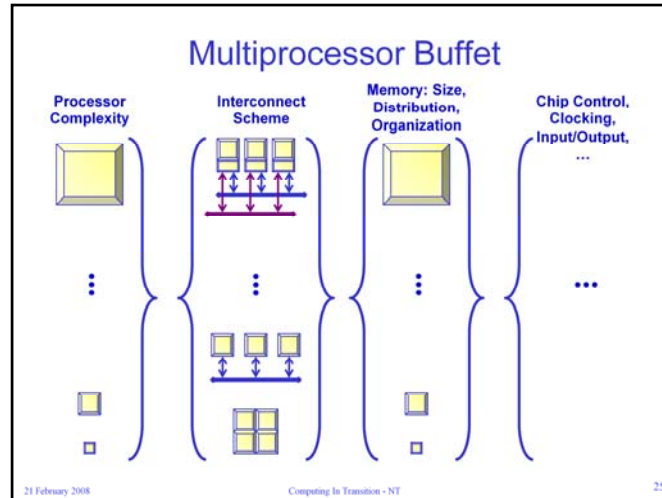 Multiprocessor Buffet
Processor
Complexity
Interconnect
Scheme
Memory: Size,
Distribution,
Organization
Chip Control,
Clocking,
Input/Output,
...
...
21 February 2008
Computing In Transition - NT
25